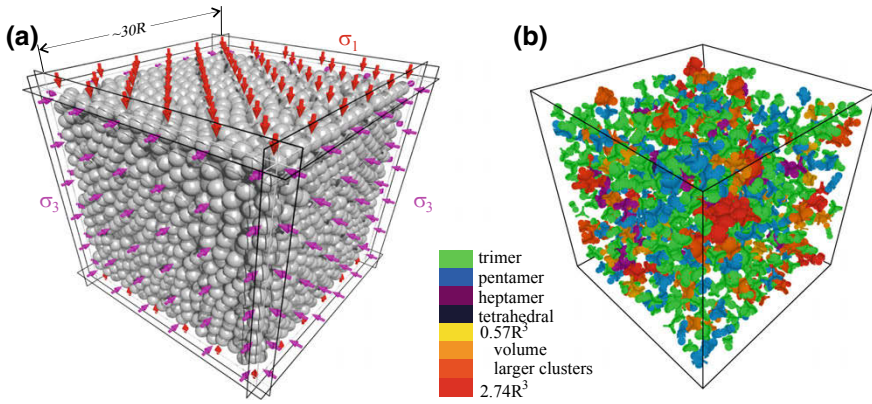 (a)
~30R
σ₁
σ₃
σ₃
(b)
trimer
pentamer
heptamer
tetrahedral
0.57R³
volume
larger clusters
2.74R³